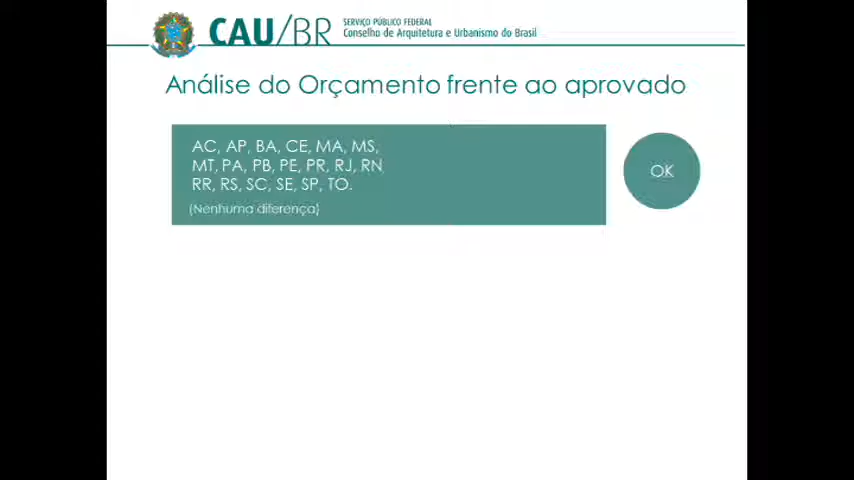 CAU/BR
SERVIÇO PÚBLICO FEDERAL
Conselho de Arquitetura e Urbanismo do Brasil
Análise do Orçamento frente ao aprovado
AC, AP, BA, CE, MA, MS,
MT, PA, PB, PE, PR, RJ, RN
RR, RS, SC, SE, SP, TO.
(Nenhuma diferença)
OK